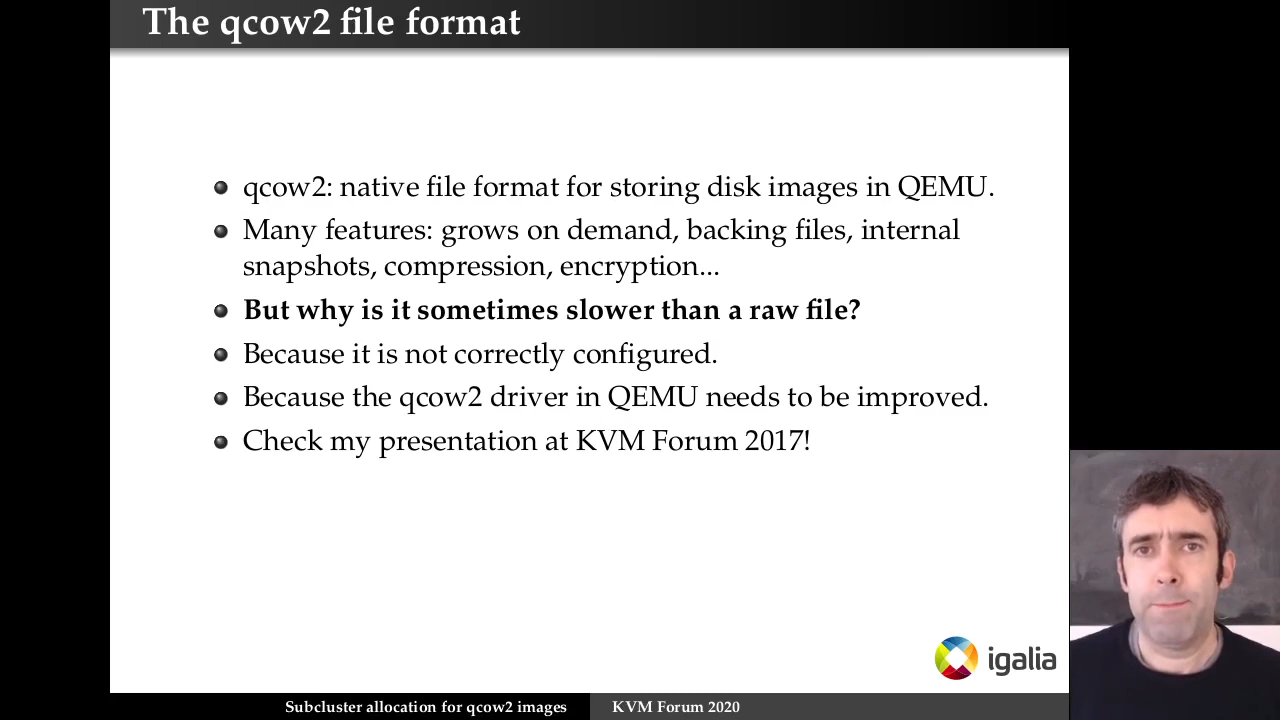 The qcow2 file format
qcow2: native file format for storing disk images in QEMU.
Many features: grows on demand, backing files, internal
snapshots, compression, encryption...
But why is it sometimes slower than a raw file?
Because it is not correctly configured.
Because the qcow2 driver in QEMU needs to be improved.
Check my presentation at KVM Forum 2017!
igalia
Subcluster allocation for qcow2 images
KVM Forum 2020